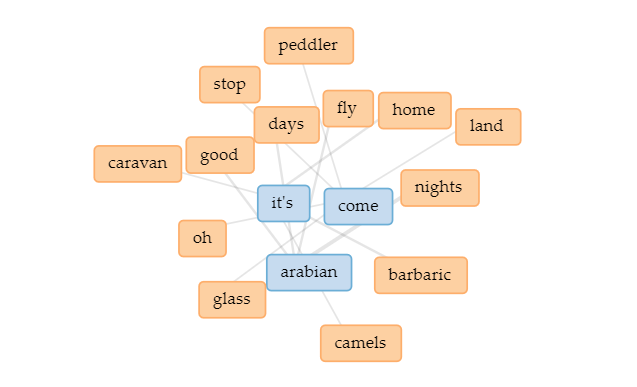 peddler
stop
fly
home
days
land
good
caravan
nights
it's
come
oh
arabian
barbaric
glass
camels